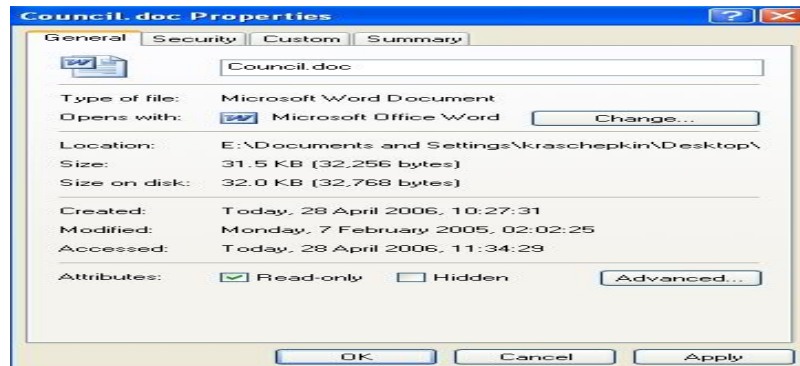 Council.doc Properties
General Security Custom Summary
Council.doc
Type of file: Microsoft Word Document
Opens with: Microsoft Office Word Change...
Location: E:\Documents and Settings\kraschepkin\Desktop\
Size: 31.5 KB (32,256 bytes)
Size on disk: 32.0 KB (32,768 bytes)
Created: Today, 28 April 2006, 10:27:31
Modified: Monday, 7 February 2005, 02:02:25
Accessed: Today, 28 April 2006, 11:34:29
Attributes: Read-only Hidden Advanced...
OK Cancel Apply